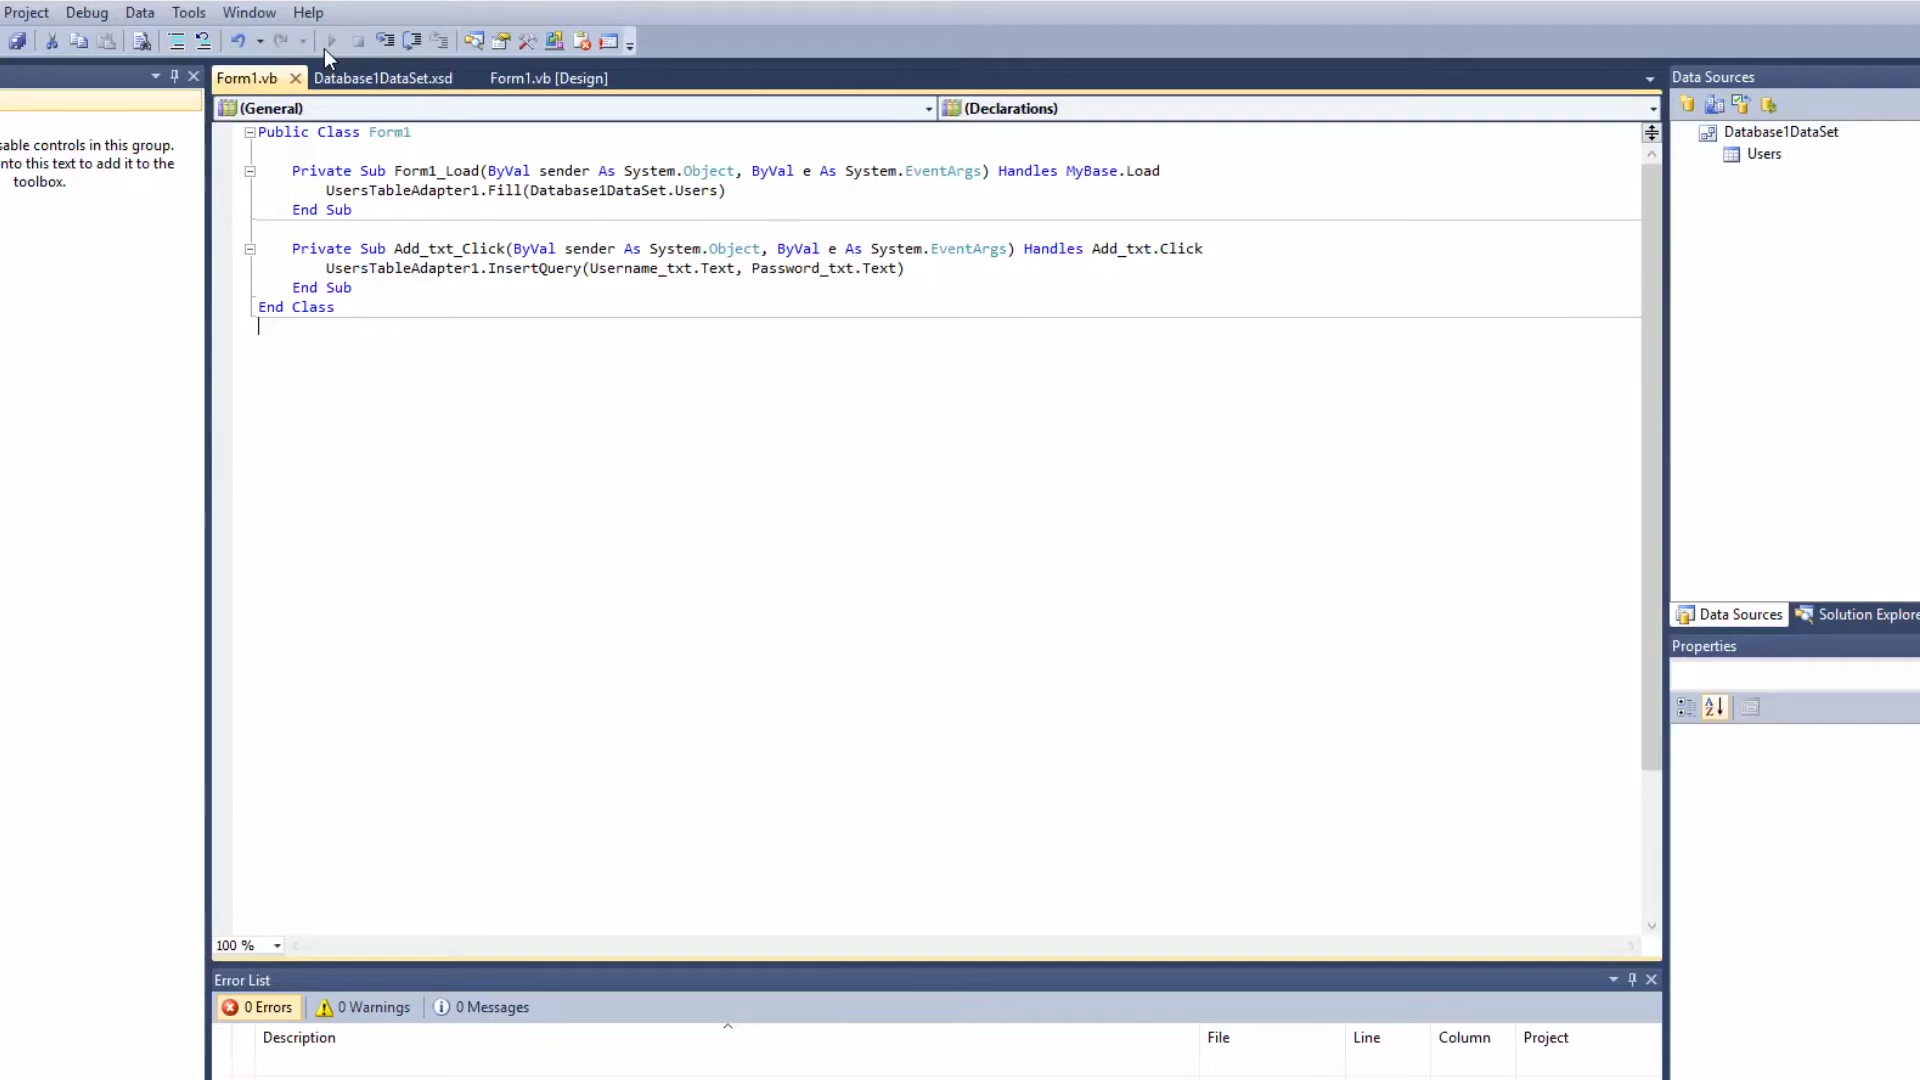 Project Debug Data Tools Window Help
Form1.vb Database1DataSet.xsd Form1.vb [Design]
(General) (Declarations)
sable controls in this group.
nto this text to add it to the
toolbox.
Public Class Form1
Private Sub Form1_Load(ByVal sender As System.Object, ByVal e As System.EventArgs) Handles MyBase.Load
UsersTableAdapter1.Fill(Database1DataSet.Users)
End Sub
Private Sub Add_txt_Click(ByVal sender As System.Object, ByVal e As System.EventArgs) Handles Add_txt.Click
UsersTableAdapter1.InsertQuery(Username_txt.Text, Password_txt.Text)
End Sub
End Class
100 %
Data Sources
Database1DataSet
Users
Data Sources Solution Explore
Properties
Error List
0 Errors 0 Warnings 0 Messages
Description File Line Column Project